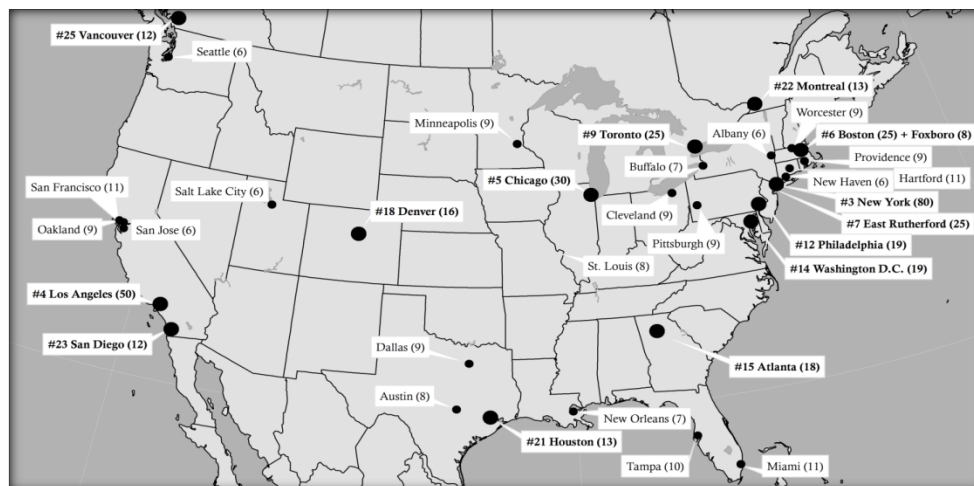 #25 Vancouver (12)
Seattle (6)
#22 Montreal (13)
Worcester (9)
Minneapolis (9)
#9 Toronto (25)
Albany (6)
#6 Boston (25) + Foxboro (8)
Buffalo (7)
Providence (9)
San Francisco (11)
Salt Lake City (6)
#5 Chicago (30)
New Haven (6)
Hartford (11)
#18 Denver (16)
Cleveland (9)
#3 New York (80)
Oakland (9)
San Jose (6)
#7 East Rutherford (25)
Pittsburgh (9)
#12 Philadelphia (19)
St. Louis (8)
#14 Washington D.C. (19)
#4 Los Angeles (50)
#23 San Diego (12)
Dallas (9)
#15 Atlanta (18)
Austin (8)
New Orleans (7)
#21 Houston (13)
Tampa (10)
Miami (11)